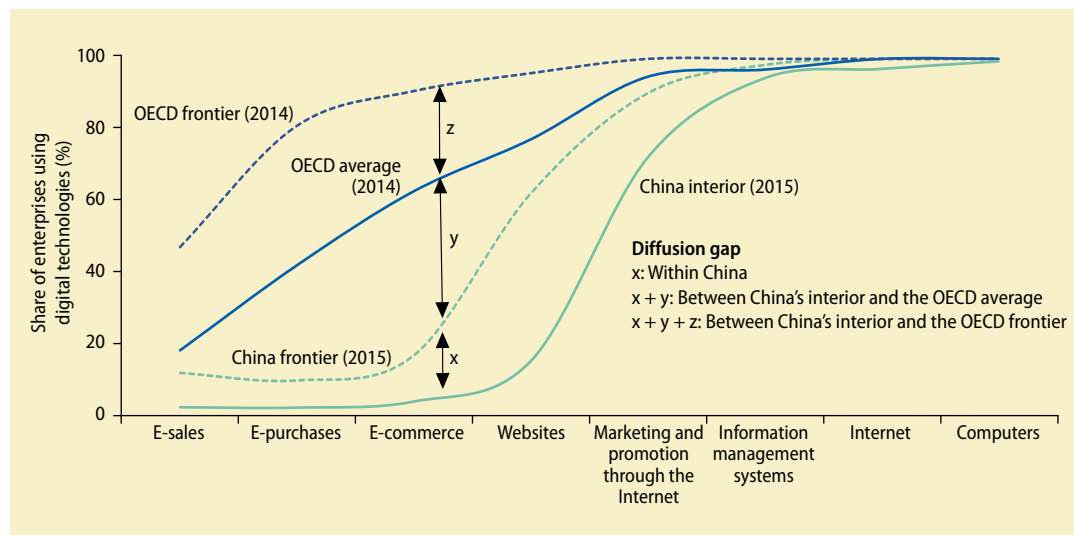 Share of enterprises using
digital technologies (%)
100
80
60
40
20
0
OECD frontier (2014)
OECD average
(2014)
China frontier (2015)
China interior (2015)
z
y
x
Diffusion gap
x: Within China
x + y: Between China’s interior and the OECD average
x + y + z: Between China’s interior and the OECD frontier
E-sales
E-purchases
E-commerce
Websites
Marketing and
promotion
through the
Internet
Information
management
systems
Internet
Computers